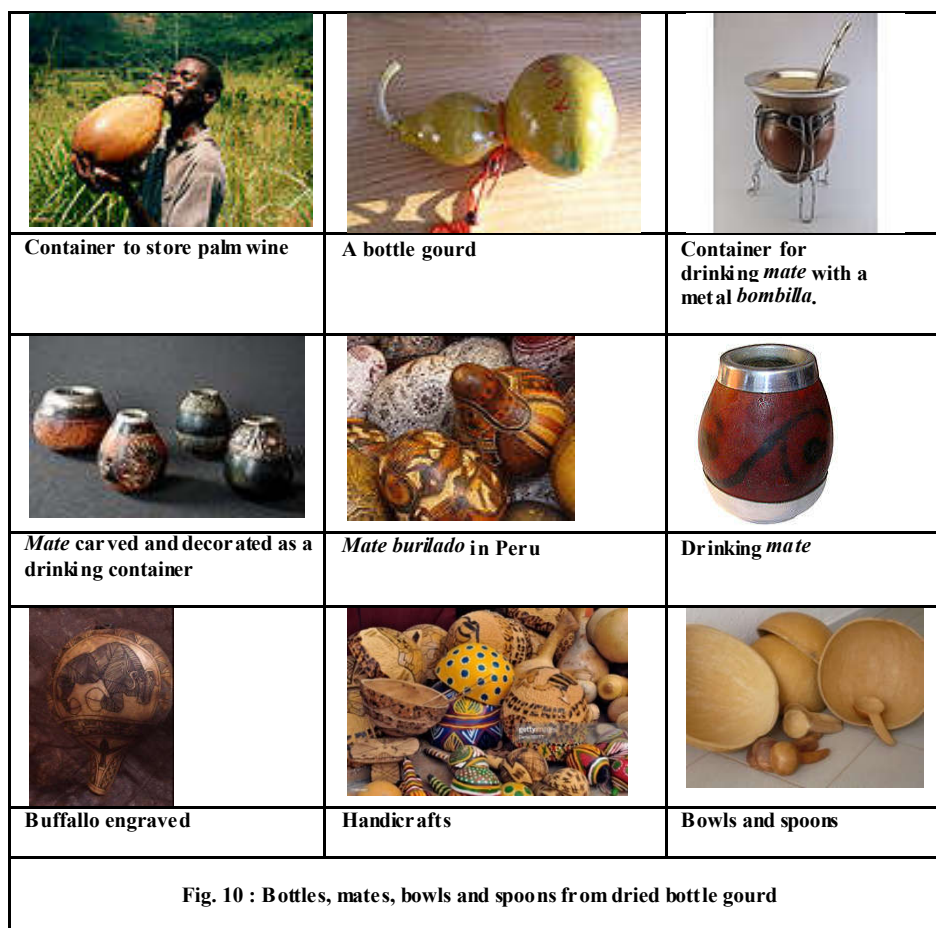 Container to store palm wine
A bottle gourd
Container for
drinking mate with a
metal bombilla.
Mate carved and decorated as a
drinking container
Mate burilado in Peru
Drinking mate
gettyimages
Buffallo engraved
Handicrafts
Bowls and spoons
Fig. 10 : Bottles, mates, bowls and spoons from dried bottle gourd